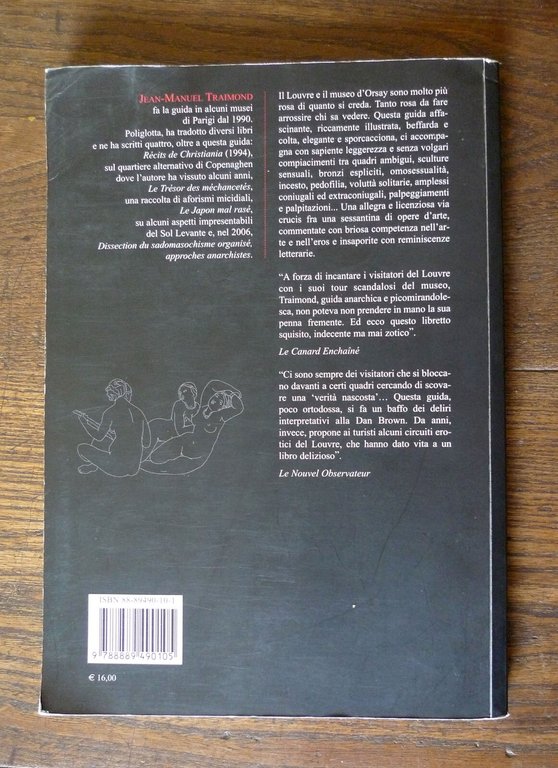 JEAN-MANUEL TRAIMOND
fa la guida in alcuni musei
di Parigi dal 1990.
Poliglotta, ha tradotto diversi libri
e ne ha scritti quattro, oltre a questa guida:
Récits de Christiania (1994),
sul quartiere alternativo di Copenaghen
dove l'autore ha vissuto alcuni anni,
Le Trésor des méchancetés,
una raccolta di aforismi micidiali,
Le Japon mal rasé,
su alcuni aspetti impresentabili
del Sol Levante e, nel 2006,
Dissection du sadomasochisme organisé,
approches anarchistes.
Il Louvre e il museo d'Orsay sono molto più
rosa di quanto si creda. Tanto rosa da fare
arrossire chi sa vedere. Questa guida affa-
scinante, riccamente illustrata, beffarda e
colta, elegante e sporcacciona, ci accompa-
gna con sapiente leggerezza e senza volgari
compiacimenti tra quadri ambigui, sculture
sensuali, bronzi espliciti, omosessualità,
incesto, pedofilia, voluttà solitarie, amplessi
coniugali ed extraconiugali, palpeggiamenti
e palpitazioni... Una allegra e licenziosa via
crucis fra una sessantina di opere d'arte,
commentate con briosa competenza nell'ar-
te e nell'eros e insaporite con reminiscenze
letterarie.
"A forza di incantare i visitatori del Louvre
con i suoi tour scandalosi del museo,
Traimond, guida anarchica e picomirandole-
sca, non poteva non prendere in mano la sua
penna fremente. Ed ecco questo libretto
squisito, indecente ma mai zotico".
Le Canard Enchaîné
"Ci sono sempre dei visitatori che si blocca-
no davanti a certi quadri cercando di scova-
re una 'verità nascosta'... Questa guida,
poco ortodossa, si fa un baffo dei deliri
interpretativi alla Dan Brown. Da anni,
invece, propone ai turisti alcuni circuiti ero-
tici del Louvre, che hanno dato vita a un
libro delizioso".
Le Nouvel Observateur
ISBN 88-89490-10-1
9 788889 490105
€ 16,00